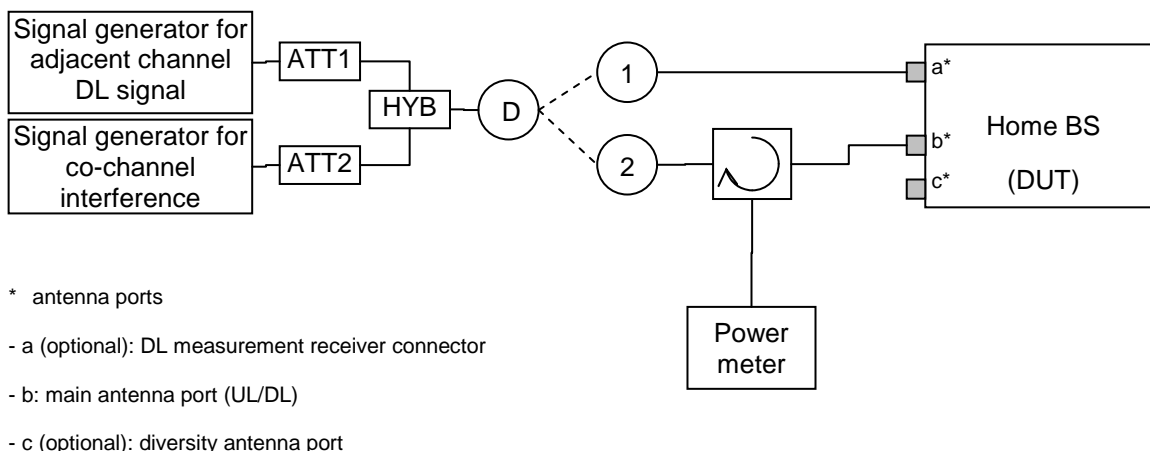 Signal generator for
adjacent channel
DL signal
ATT1
Signal generator for
co-channel
interference
ATT2
HYB
D
1
2
a*
b*
c*
Home BS
(DUT)
Power
meter
* antenna ports
- a (optional): DL measurement receiver connector
- b: main antenna port (UL/DL)
- c (optional): diversity antenna port